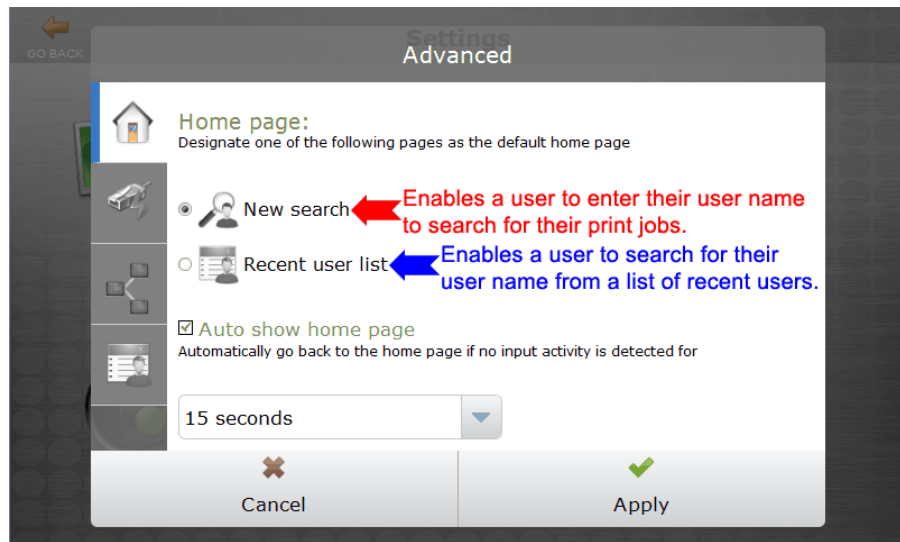 Settings
GO BACK
Advanced
Home page:
Designate one of the following pages as the default home page
New search
Enables a user to enter their user name
to search for their print jobs.
Recent user list
Enables a user to search for their
user name from a list of recent users.
Auto show home page
Automatically go back to the home page if no input activity is detected for
15 seconds
Cancel
Apply